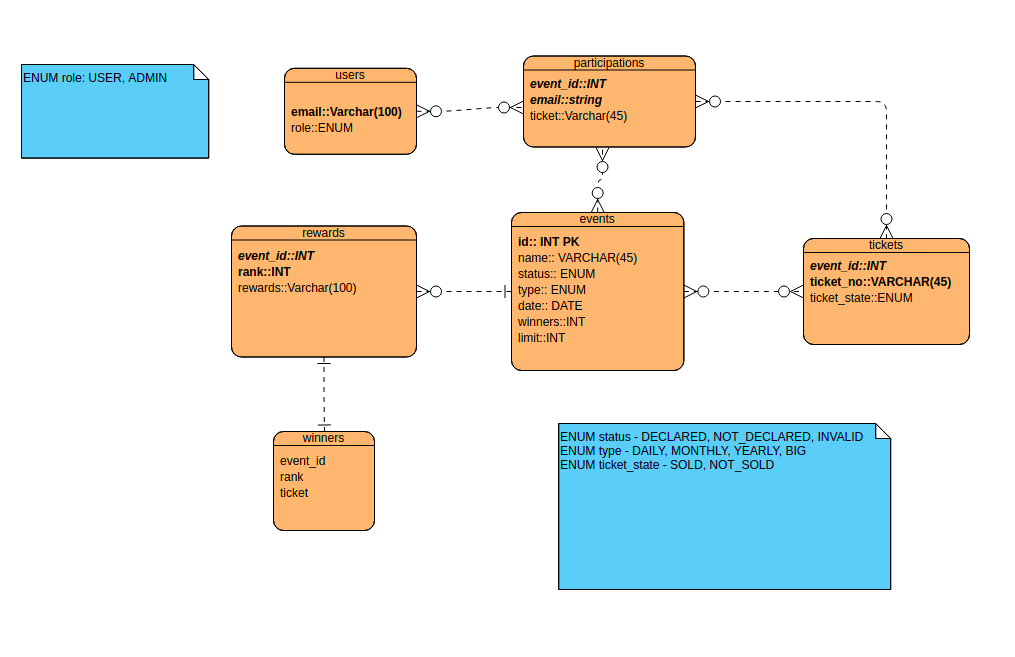 ENUM role: USER, ADMIN
users
email::Varchar(100)
role::ENUM
participations
event_id::INT
email::string
ticket::Varchar(45)
rewards
event_id::INT
rank::INT
rewards::Varchar(100)
events
id:: INT PK
name:: VARCHAR(45)
status:: ENUM
type:: ENUM
date:: DATE
winners::INT
limit::INT
tickets
event_id::INT
ticket_no::VARCHAR(45)
ticket_state::ENUM
winners
event_id
rank
ticket
ENUM status - DECLARED, NOT_DECLARED, INVALID
ENUM type - DAILY, MONTHLY, YEARLY, BIG
ENUM ticket_state - SOLD, NOT_SOLD